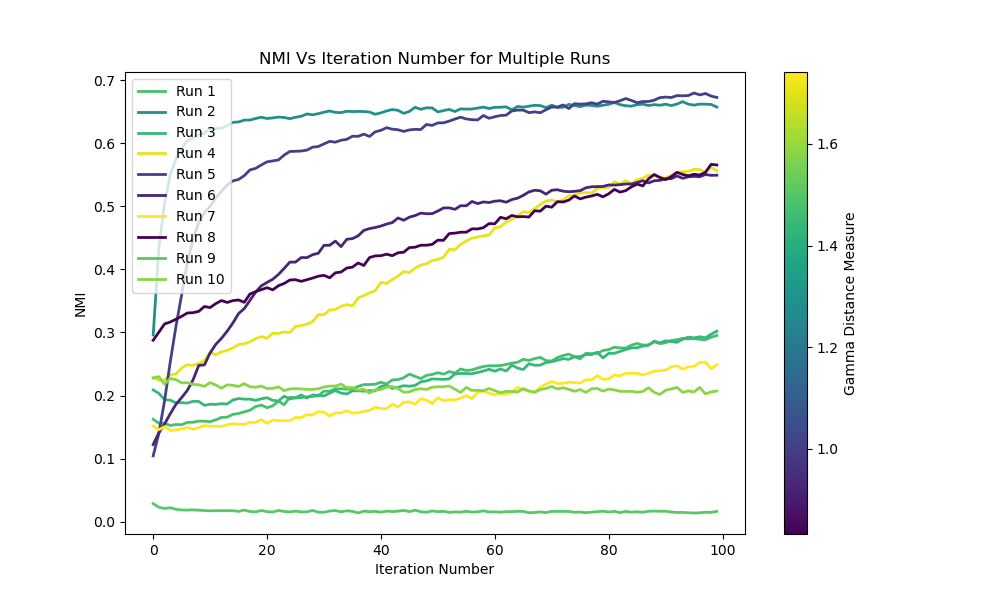 NMI Vs Iteration Number for Multiple Runs
0.7
0.6
0.5
0.4
0.3
0.2
0.1
0.0
NMI
Run 1
Run 2
Run 3
Run 4
Run 5
Run 6
Run 7
Run 8
Run 9
Run 10
0
20
40
60
80
100
Iteration Number
1.6
1.4
1.2
1.0
Gamma Distance Measure